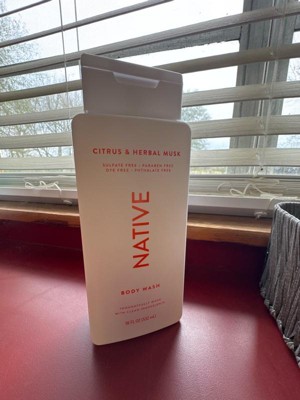 CITRUS & HERBAL MUSK
SULFATE FREE • PARABEN FREE
DYE FREE • PHTHALATE FREE
NATIVE
BODY WASH